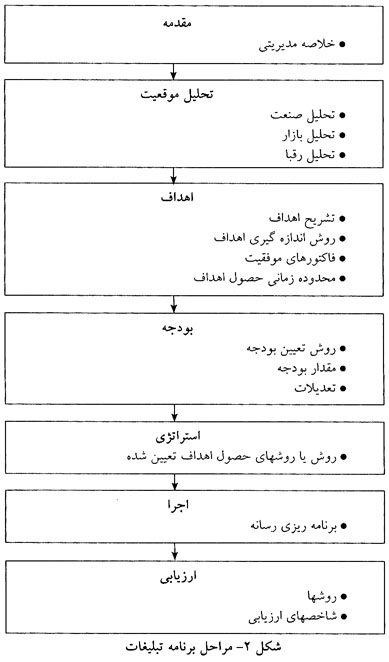 مقدمه
● خلاصه مدیریتی
تحلیل موقعیت
● تحلیل صنعت
● تحلیل بازار
● تحلیل رقبا
اهداف
● تشریح اهداف
● روش اندازه گیری اهداف
● فاکتورهای موفقیت
● محدوده زمانی حصول اهداف
بودجه
● روش تعیین بودجه
● مقدار بودجه
● تعدیلات
استراتژی
● روش یا روشهای حصول اهداف تعیین شده
اجرا
● برنامه ریزی رسانه
ارزیابی
● روشها
● شاخصهای ارزیابی
شکل ۲- مراحل برنامه تبلیغات